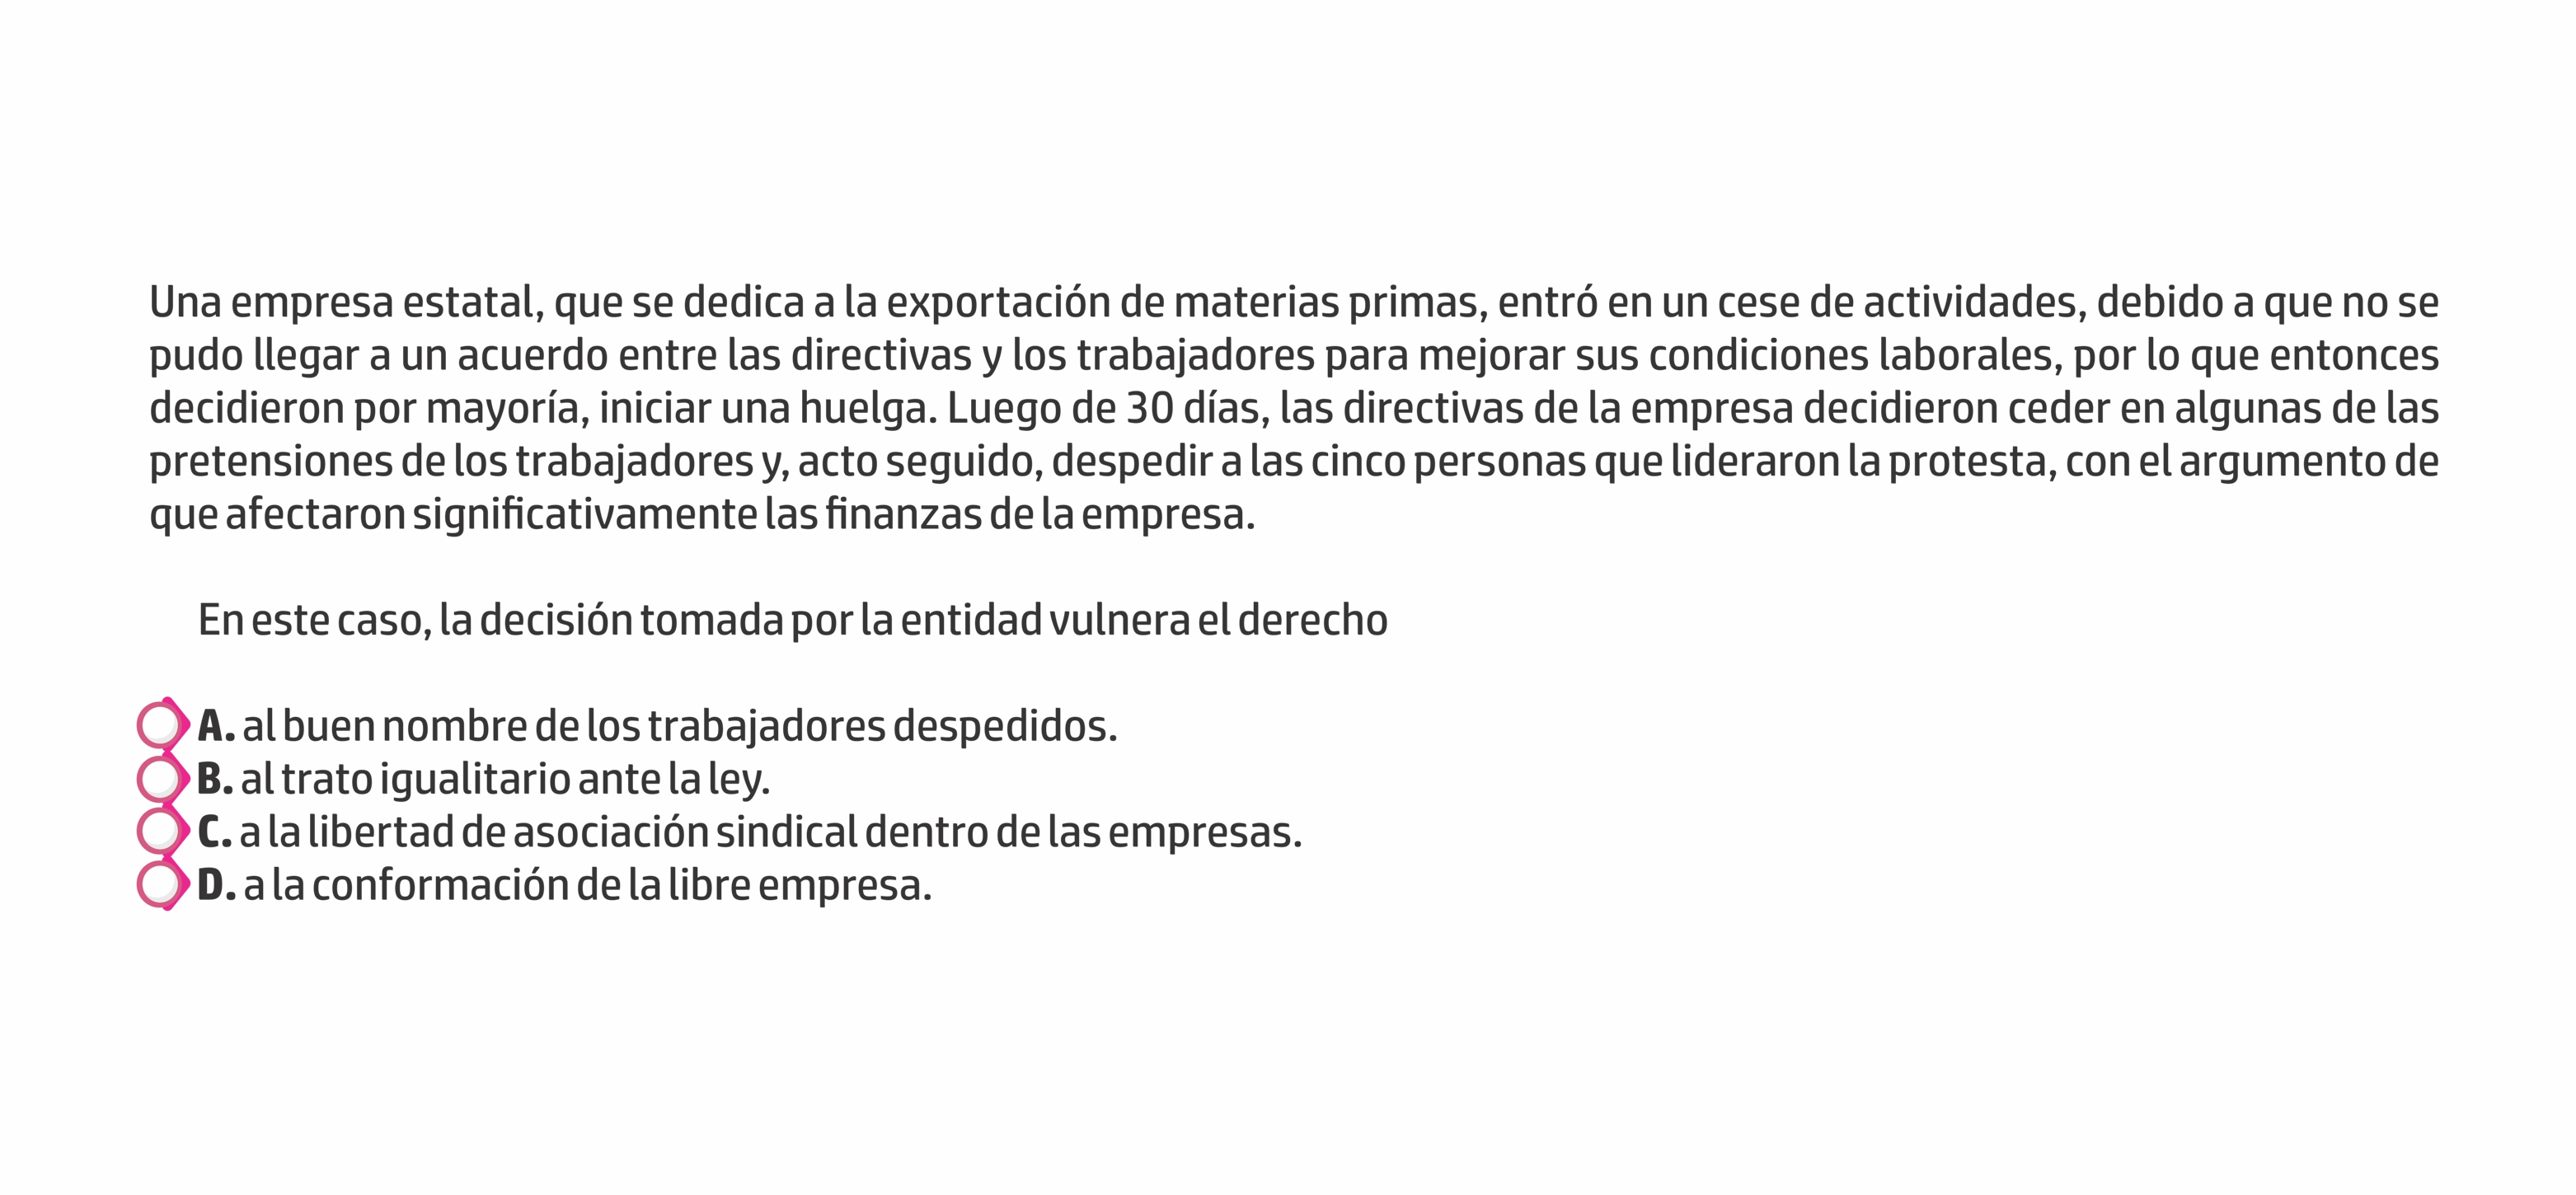 Una empresa estatal, que se dedica a la exportación de materias primas, entró en un cese de actividades, debido a que no se
pudo llegar a un acuerdo entre las directivas y los trabajadores para mejorar sus condiciones laborales, por lo que entonces
decidieron por mayoría, iniciar una huelga. Luego de 30 días, las directivas de la empresa decidieron ceder en algunas de las
pretensiones de los trabajadores y, acto seguido, despedir a las cinco personas que lideraron la protesta, con el argumento de
que afectaron significativamente las finanzas de la empresa.
En este caso, la decisión tomada por la entidad vulnera el derecho
A. al buen nombre de los trabajadores despedidos.
B. al trato igualitario ante la ley.
C. a la libertad de asociación sindical dentro de las empresas.
D. a la conformación de la libre empresa.